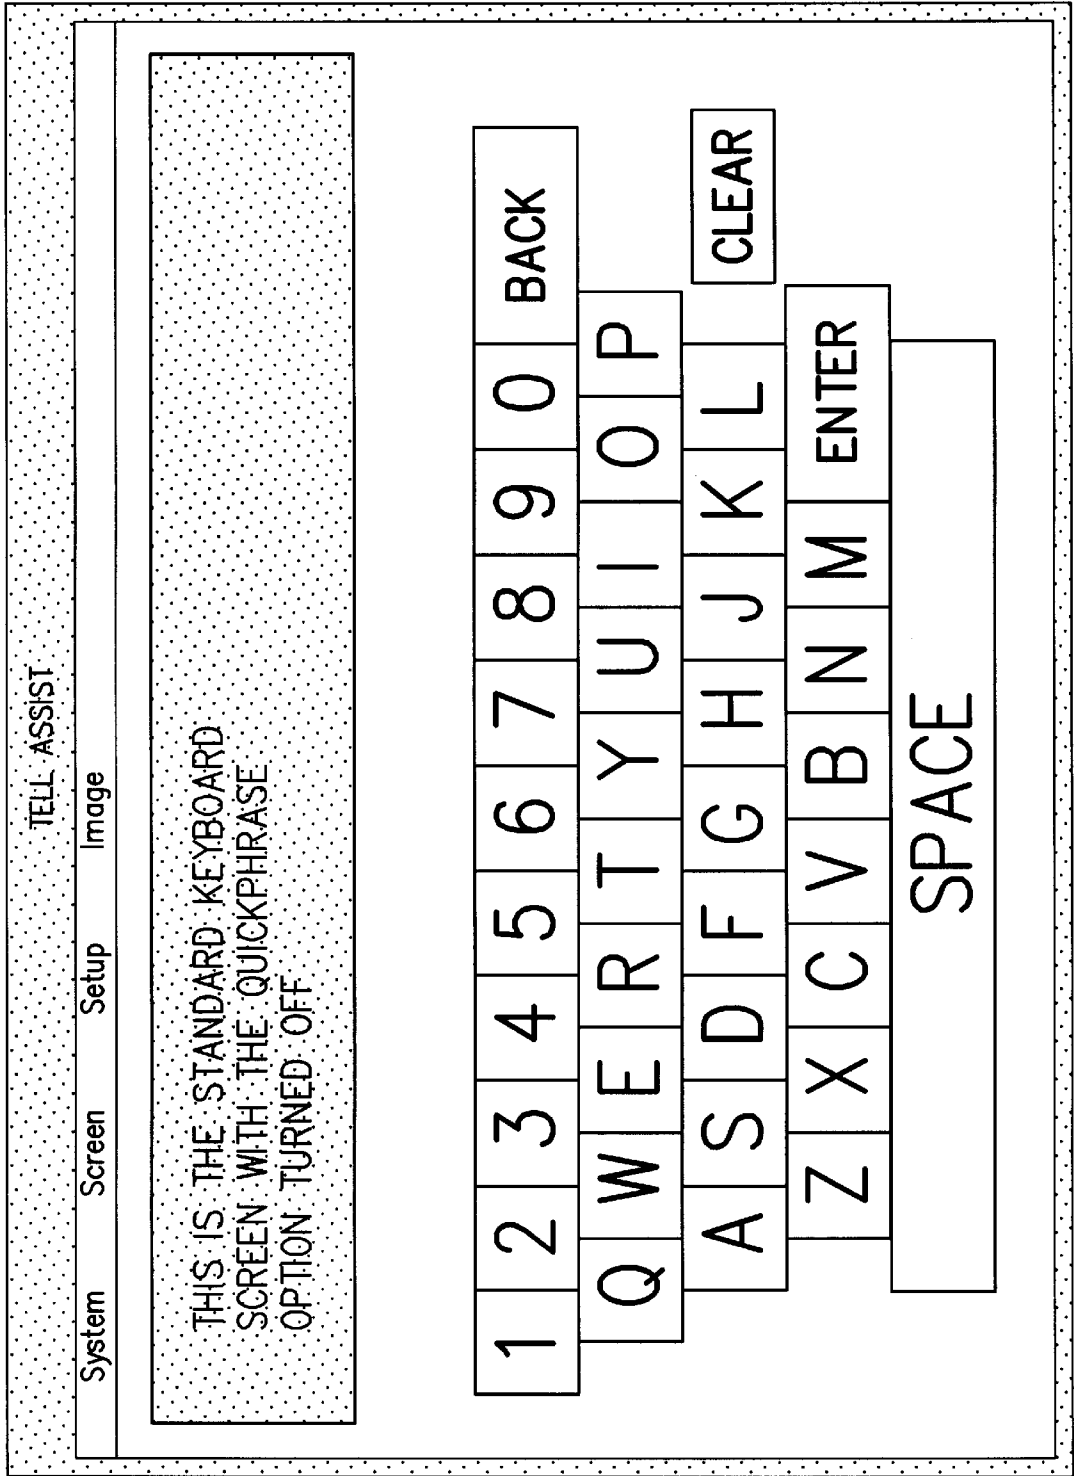 TELL ASSIST
System Screen Setup Image
THIS IS THE STANDARD KEYBOARD
SCREEN WITH THE QUICKPHRASE
OPTION TURNED OFF
1 2 3 4 5 6 7 8 9 0 BACK
Q W E R T Y U I O P
A S D F G H J K L CLEAR
Z X C V B N M ENTER
SPACE